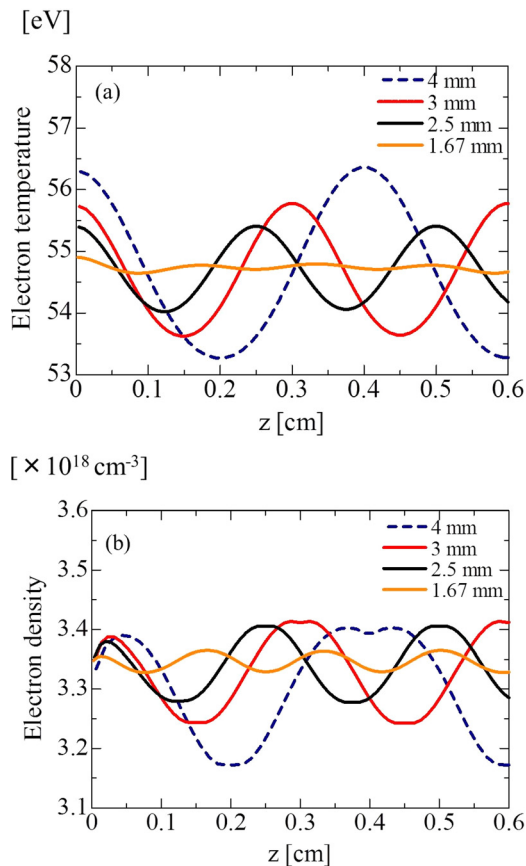 [eV]
58
57
56
55
54
53
(a)
4 mm
3 mm
2.5 mm
1.67 mm
Electron temperature
0
0.1
0.2
0.3
0.4
0.5
0.6
z [cm]
[×10¹⁸ cm⁻³]
3.6
3.5
3.4
3.3
3.2
3.1
(b)
4 mm
3 mm
2.5 mm
1.67 mm
Electron density
0
0.1
0.2
0.3
0.4
0.5
0.6
z [cm]